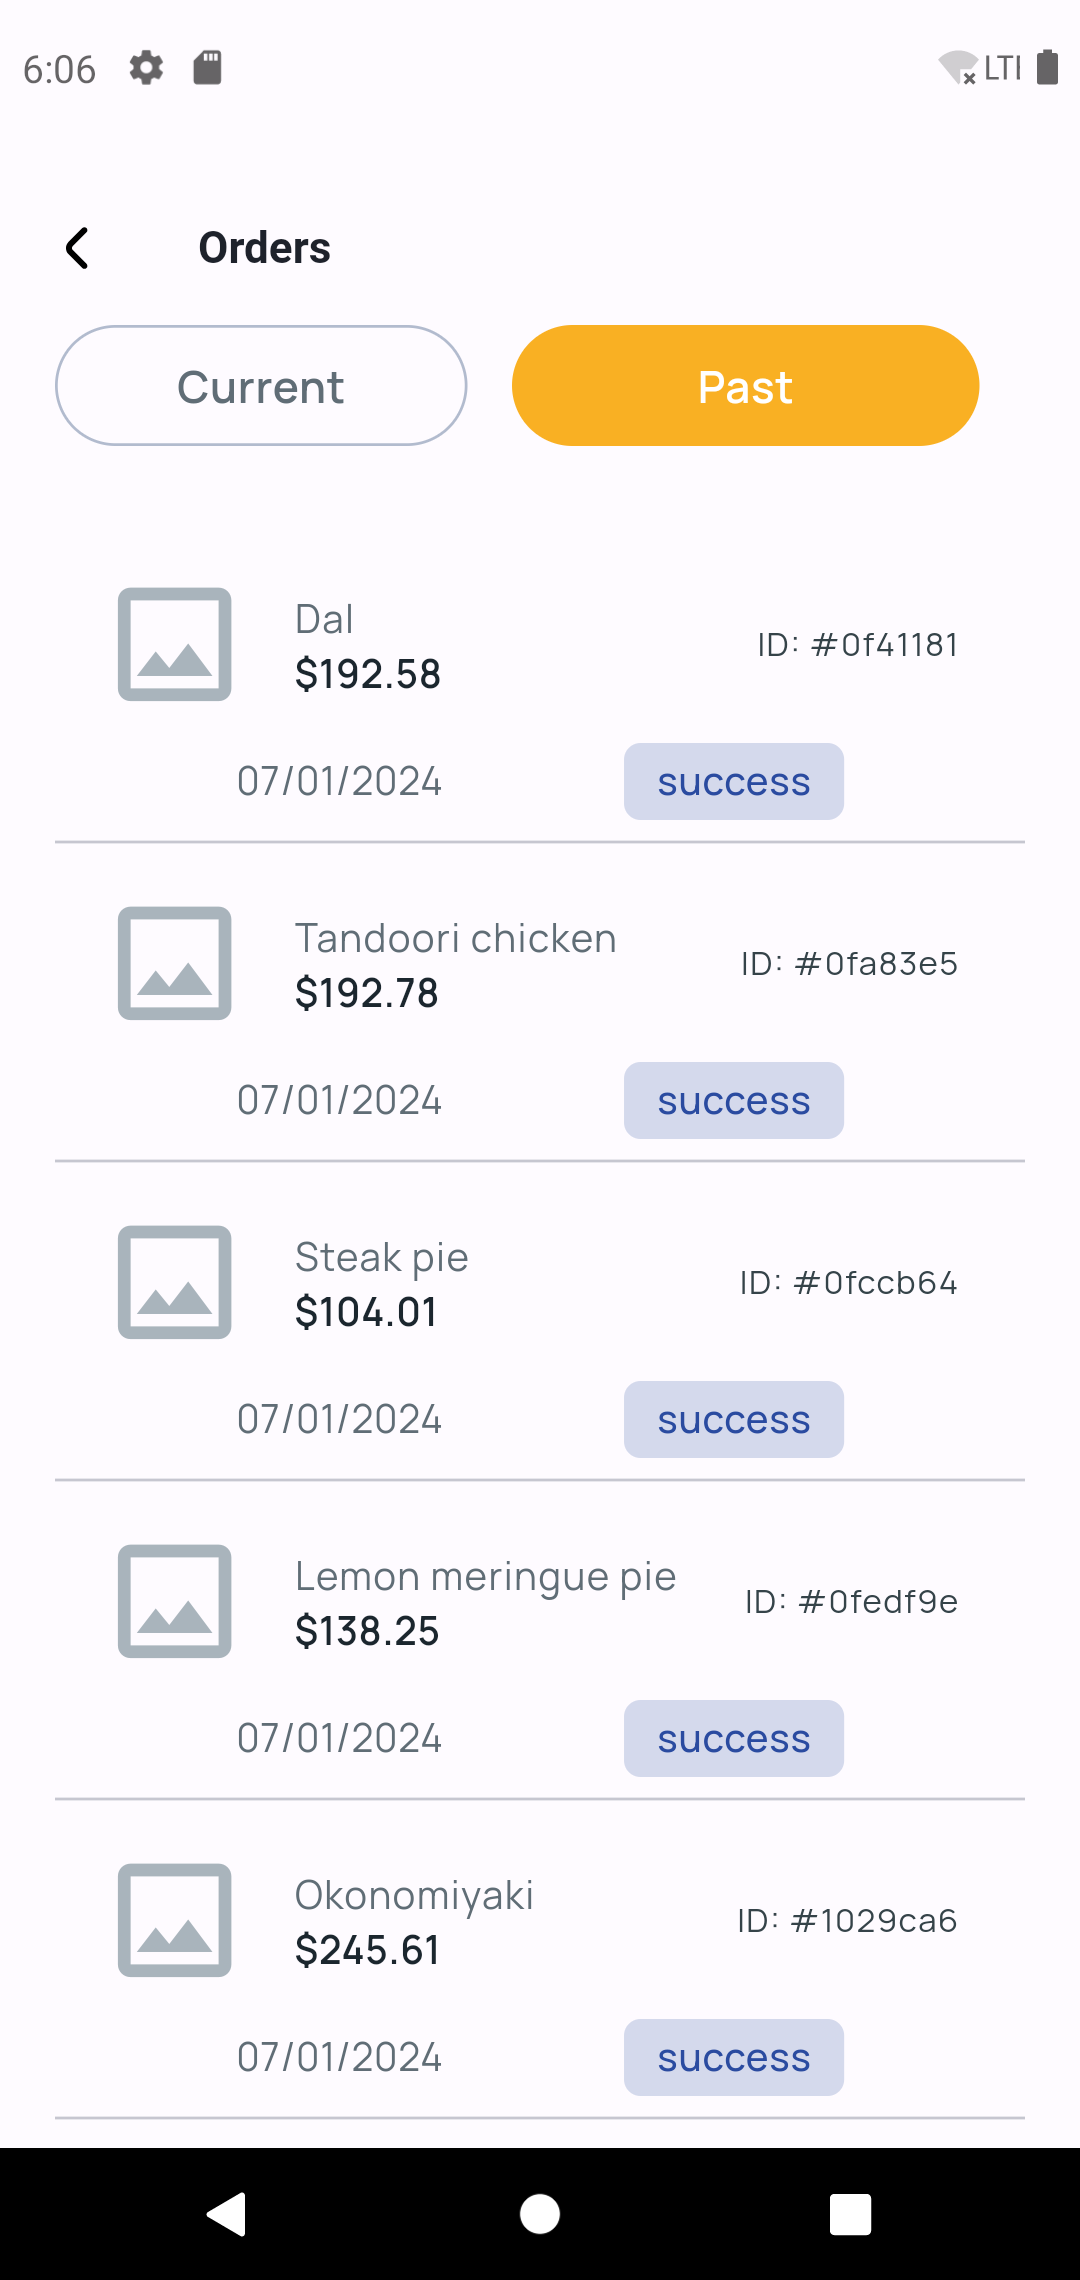 6:06
Orders
Current
Past
Dal
$192.58
ID: #0f41181
07/01/2024
success
Tandoori chicken
$192.78
ID: #0fa83e5
07/01/2024
success
Steak pie
$104.01
ID: #0fccb64
07/01/2024
success
Lemon meringue pie
$138.25
ID: #0fedf9e
07/01/2024
success
Okonomiyaki
$245.61
ID: #1029ca6
07/01/2024
success